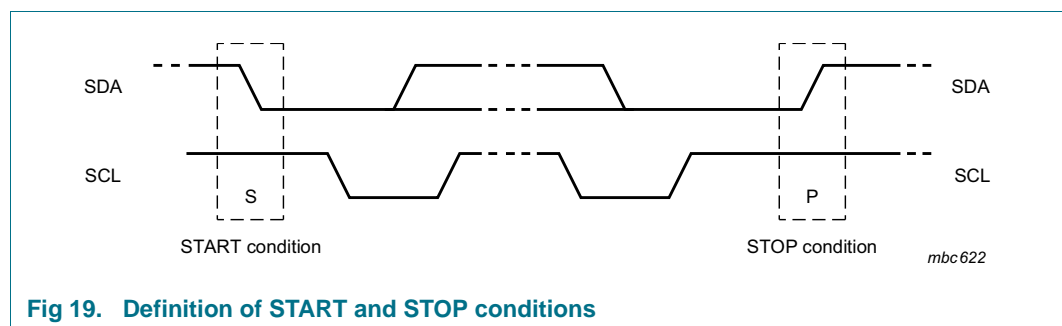 SDA SDA
SCL SCL
S P
START condition STOP condition
mbc622
Fig 19. Definition of START and STOP conditions